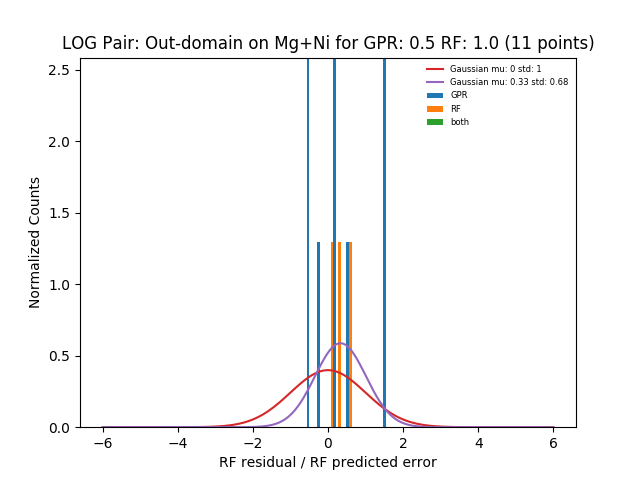 LOG Pair: Out-domain on Mg+Ni for GPR: 0.5 RF: 1.0 (11 points)
Gaussian mu: 0 std: 1
Gaussian mu: 0.33 std: 0.68
GPR
RF
both
Normalized Counts
2.5
2.0
1.5
1.0
0.5
0.0
−6 −4 −2 0 2 4 6
RF residual / RF predicted error